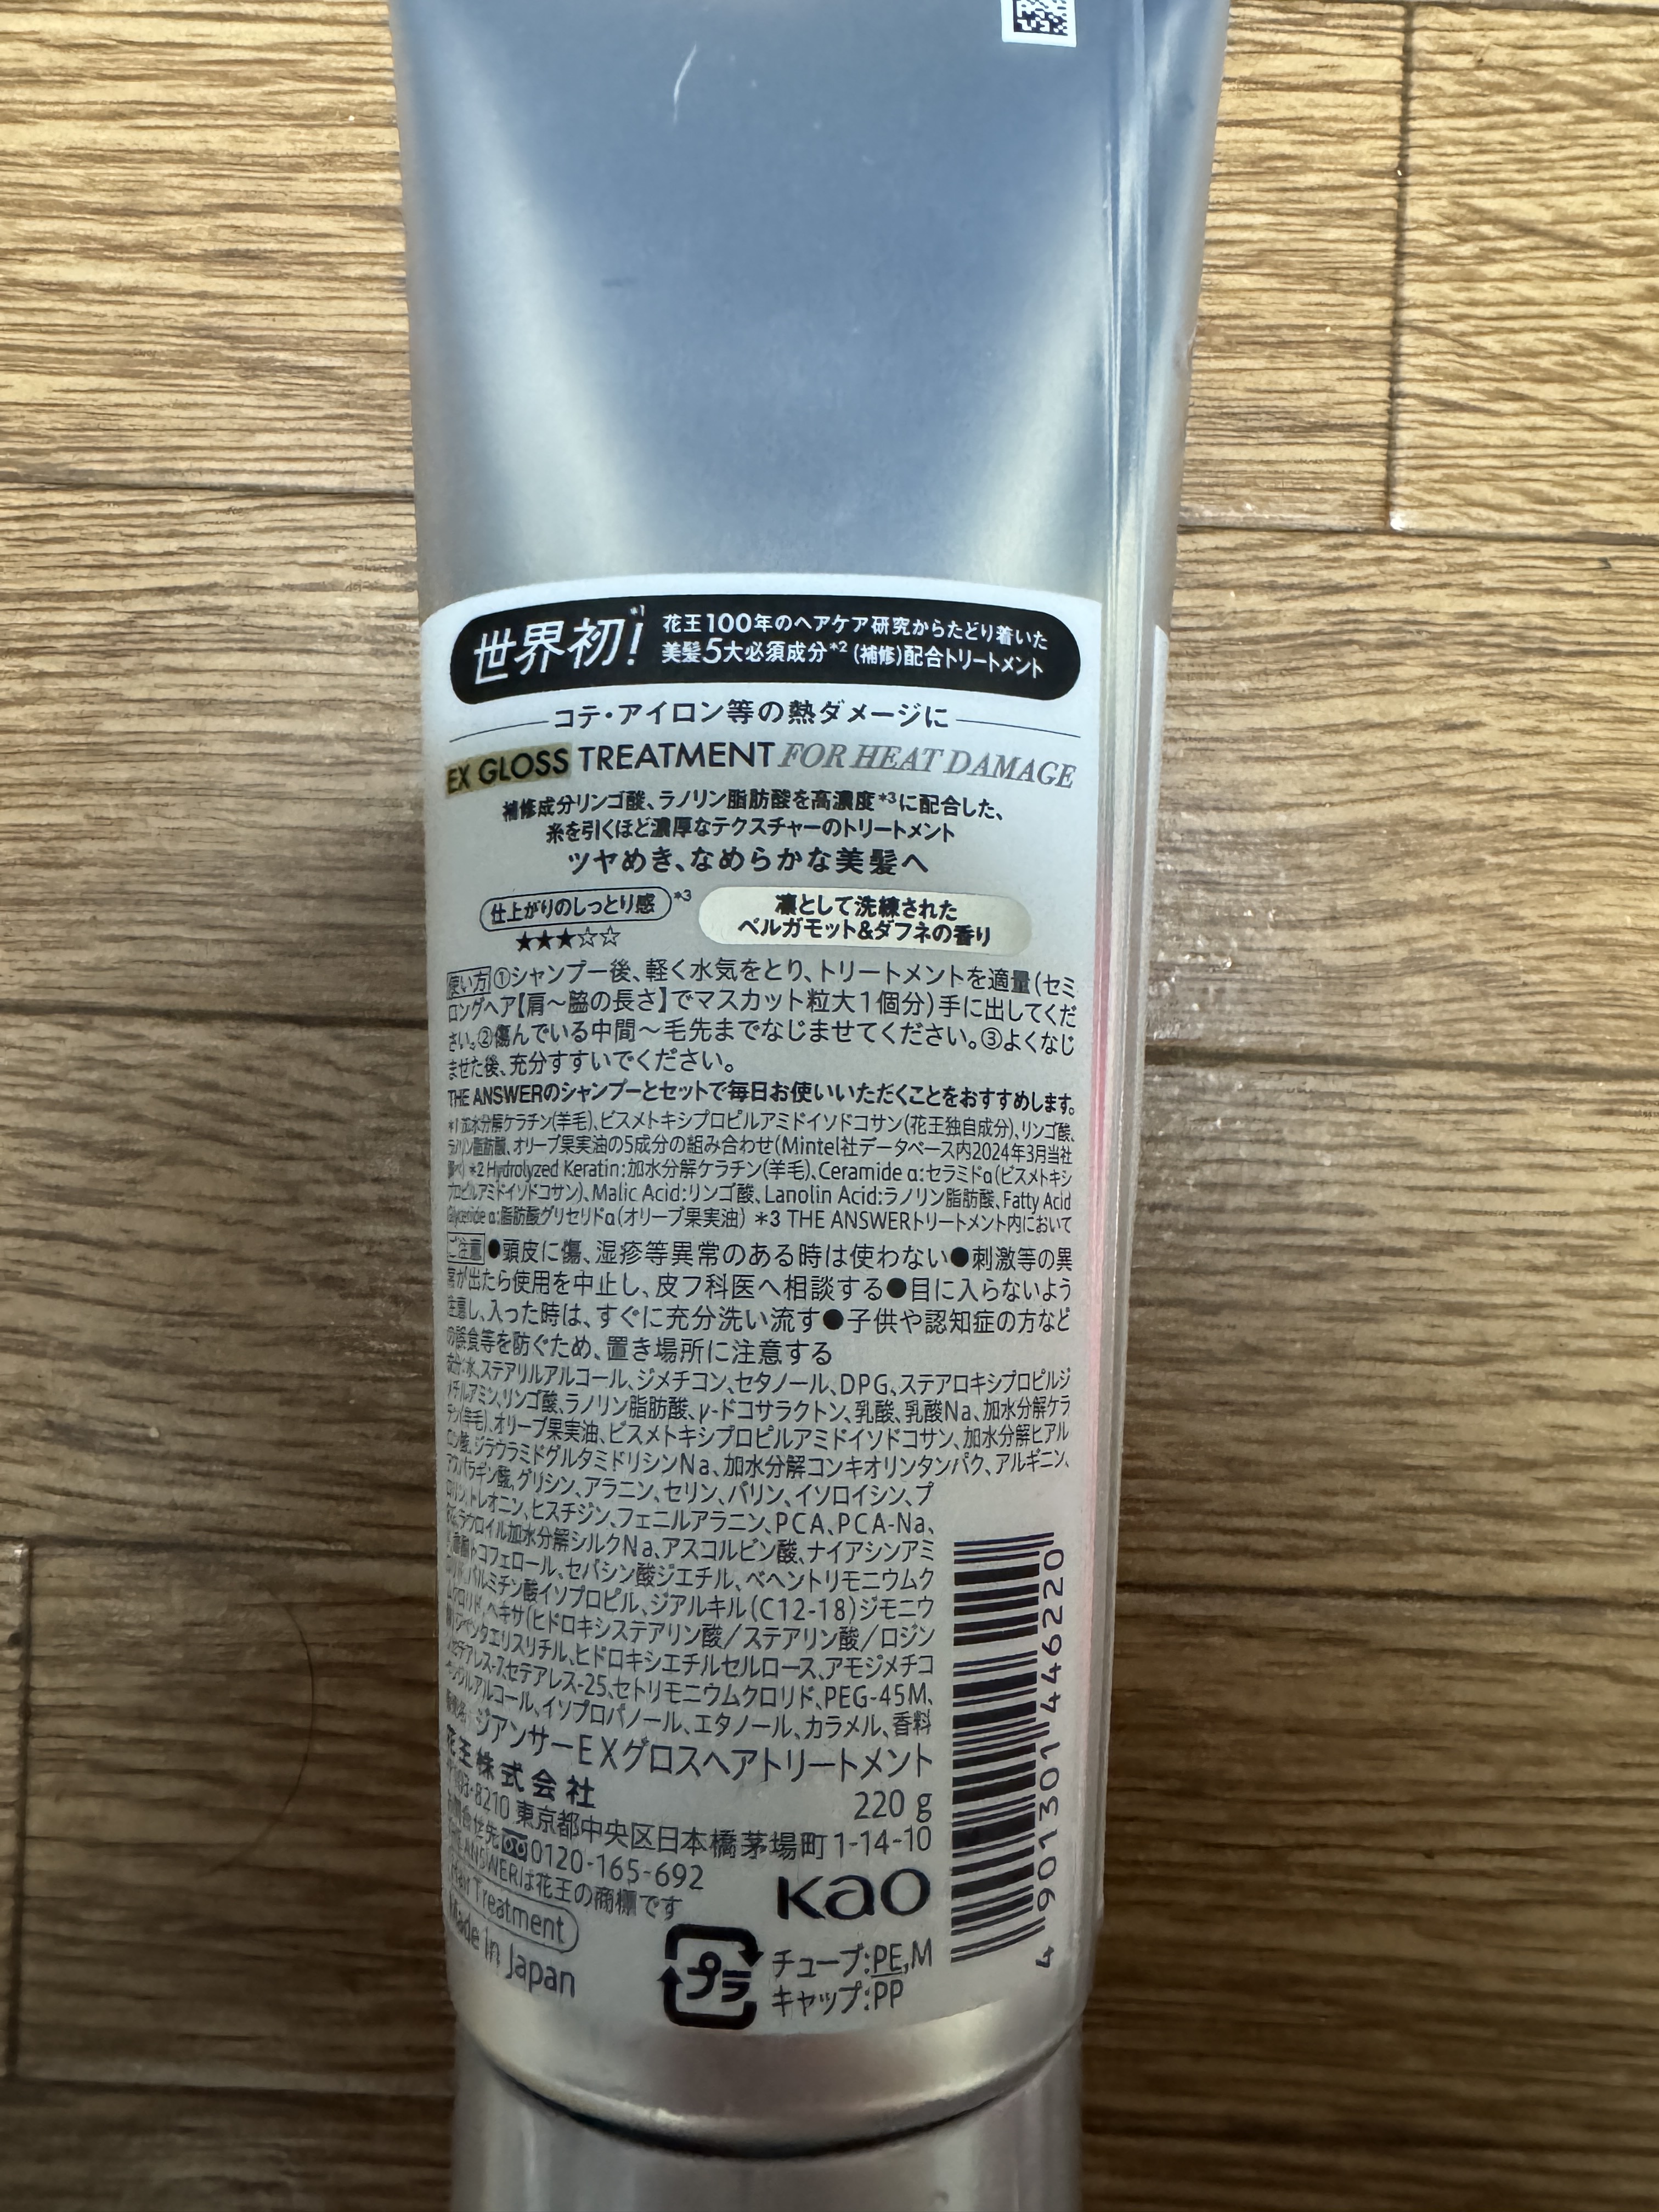 世界初!*1
花王100年のヘアケア研究からたどり着いた
美髪5大必須成分*2(補修)配合トリートメント
コテ・アイロン等の熱ダメージに
EX GLOSS TREATMENT FOR HEAT DAMAGE
補修成分リンゴ酸、ラノリン脂肪酸を高濃度*3に配合した、
糸を引くほど濃厚なテクスチャーのトリートメント
ツヤめき、なめらかな美髪へ
仕上がりのしっとり感*3
★★★☆☆
凛として洗練された
ベルガモット&ダフネの香り
使い方①シャンプー後、軽く水気をとり、トリートメントを適量(セミ
ロングヘア【肩〜脇の長さ】でマスカット粒大1個分)手に出してくだ
さい。②傷んでいる中間〜毛先までなじませてください。③よくなじ
ませた後、充分すすいでください。
THE ANSWERのシャンプーとセットで毎日お使いいただくことをおすすめします。
*1 加水分解ケラチン(羊毛)、ビスメトキシプロピルアミドイソドコサン(花王独自成分)、リンゴ酸、
ラノリン脂肪酸、オリーブ果実油の5成分の組み合わせ(Mintel社データベース内2024年3月当社
調べ) *2 Hydrolyzed Keratin:加水分解ケラチン(羊毛)、Ceramide α:セラミドα(ビスメトキシ
プロピルアミドイソドコサン)、Malic Acid:リンゴ酸、Lanolin Acid:ラノリン脂肪酸、Fatty Acid
Glyceride α:脂肪酸グリセリドα(オリーブ果実油) *3 THE ANSWERトリートメント内において
ご注意●頭皮に傷、湿疹等異常のある時は使わない●刺激等の異
常が出たら使用を中止し、皮フ科医へ相談する●目に入らないよう
注意し、入った時は、すぐに充分洗い流す●子供や認知症の方など
の誤食等を防ぐため、置き場所に注意する
成分:水、ステアリルアルコール、ジメチコン、セタノール、DPG、ステアロキシプロピルジ
メチルアミン、リンゴ酸、ラノリン脂肪酸、γ-ドコサラクトン、乳酸、乳酸Na、加水分解ケラ
チン(羊毛)、オリーブ果実油、ビスメトキシプロピルアミドイソドコサン、加水分解ヒアル
ロン酸、ジラウラミドグルタミドリシンNa、加水分解コンキオリンタンパク、アルギニン、
アスパラギン酸、グリシン、アラニン、セリン、バリン、イソロイシン、プ
ロリン、トレオニン、ヒスチジン、フェニルアラニン、PCA、PCA-Na、
ラウロイル加水分解シルクNa、アスコルビン酸、ナイアシンアミ
トコフェロール、セバシン酸ジエチル、ベヘントリモニウムク
パルミチン酸イソプロピル、ジアルキル(C12-18)ジモニウ
ムクロリド、ヘキサ(ヒドロキシステアリン酸/ステアリン酸/ロジン
酸)ジペンタエリスリチル、ヒドロキシエチルセルロース、アモジメチコ
セテアレス-7、セテアレス-25、セトリモニウムクロリド、PEG-45M、
アルコール、イソプロパノール、エタノール、カラメル、香料
販売名:ジアンサーEXグロスヘアトリートメント
花王株式会社
220 g
〒103-8210 東京都中央区日本橋茅場町1-14-10
お問合せ先 0120-165-692
THE ANSWERは花王の商標です
Hair Treatment
Made in Japan
kao
プラ
チューブ:PE,M
キャップ:PP
4 901301 446220